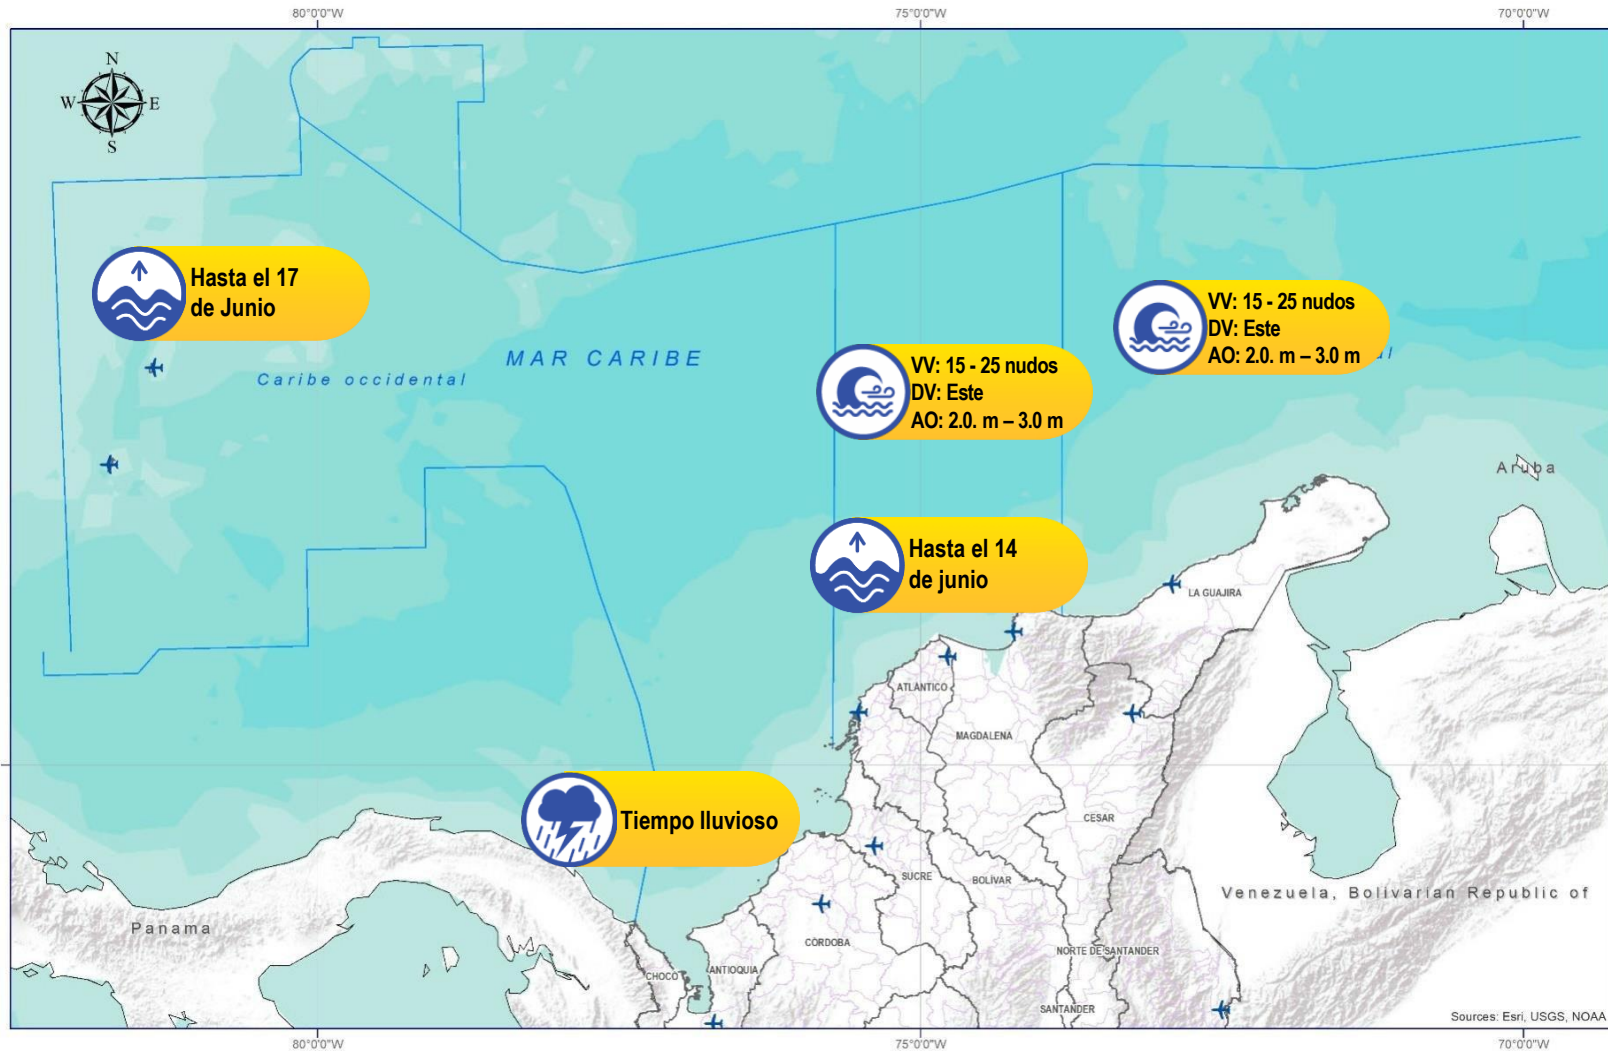 80°0'0"W
75°0'0"W
70°0'0"W
N
W
E
S
Hasta el 17
de Junio
VV: 15 - 25 nudos
DV: Este
AO: 2.0. m – 3.0 m
MAR CARIBE
Caribe occidental
VV: 15 - 25 nudos
DV: Este
AO: 2.0. m – 3.0 m
Aruba
Hasta el 14
de junio
LA GUAJIRA
ATLÁNTICO
MAGDALENA
Tiempo lluvioso
CESAR
SUCRE
BOLÍVAR
Venezuela, Bolivarian Republic of
Panama
CÓRDOBA
NORTE DE SANTANDER
CHOCÓ
ANTIOQUIA
SANTANDER
Sources: Esri, USGS, NOAA
80°0'0"W
75°0'0"W
70°0'0"W